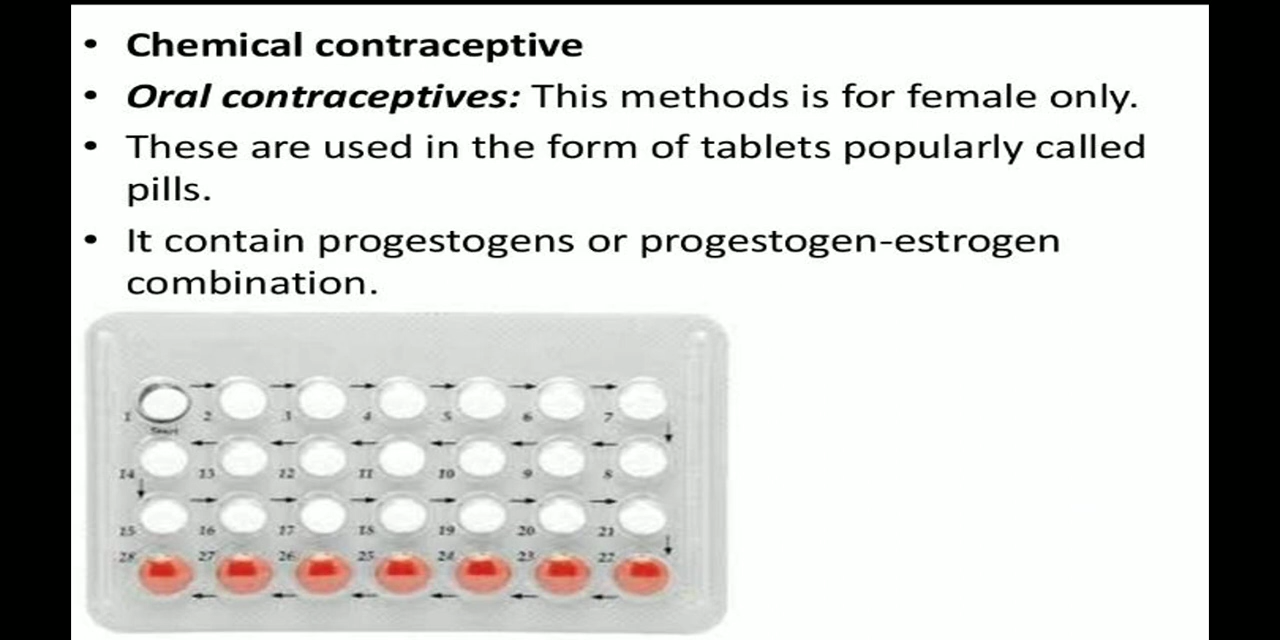 • Chemical contraceptive
• Oral contraceptives: This methods is for female only.
• These are used in the form of tablets popularly called
pills.
• It contain progestogens or progestogen-estrogen
combination.
1 2 3 4 5 6 7
Start
14 13 12 11 10 9 8
15 16 17 18 19 20 21
28 27 26 25 24 23 22